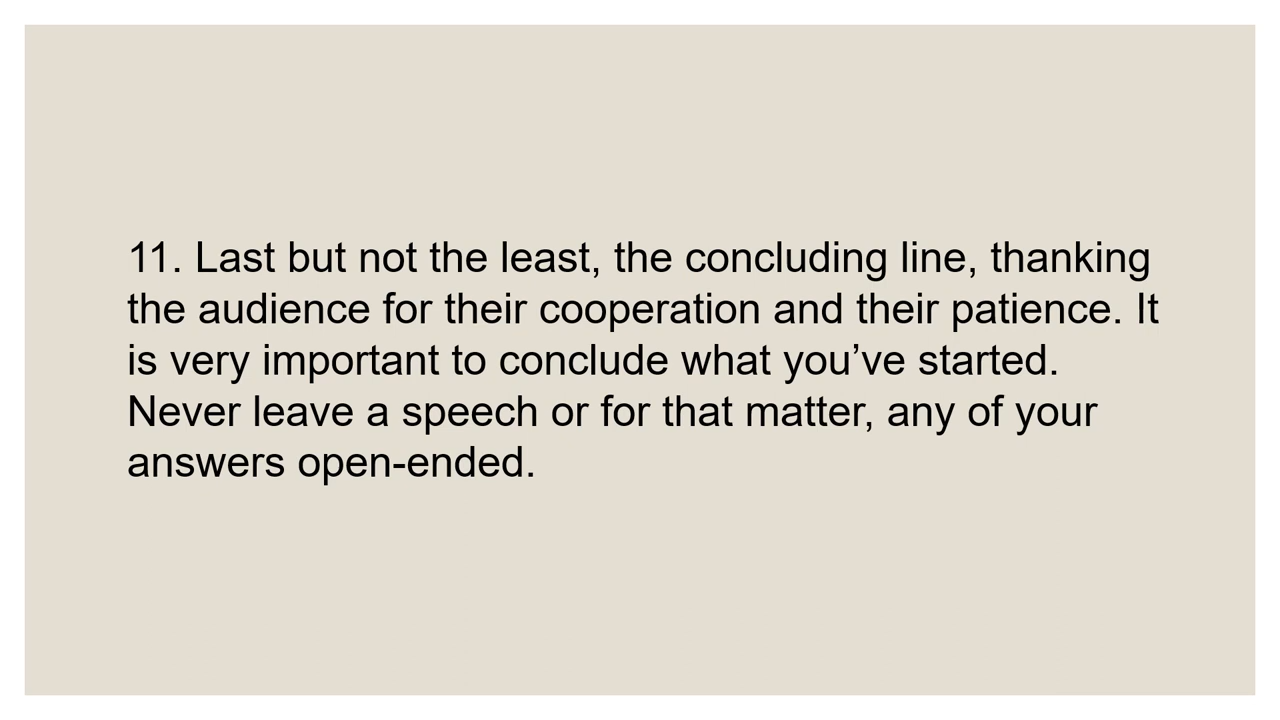 11. Last but not the least, the concluding line, thanking
the audience for their cooperation and their patience. It
is very important to conclude what you’ve started.
Never leave a speech or for that matter, any of your
answers open-ended.